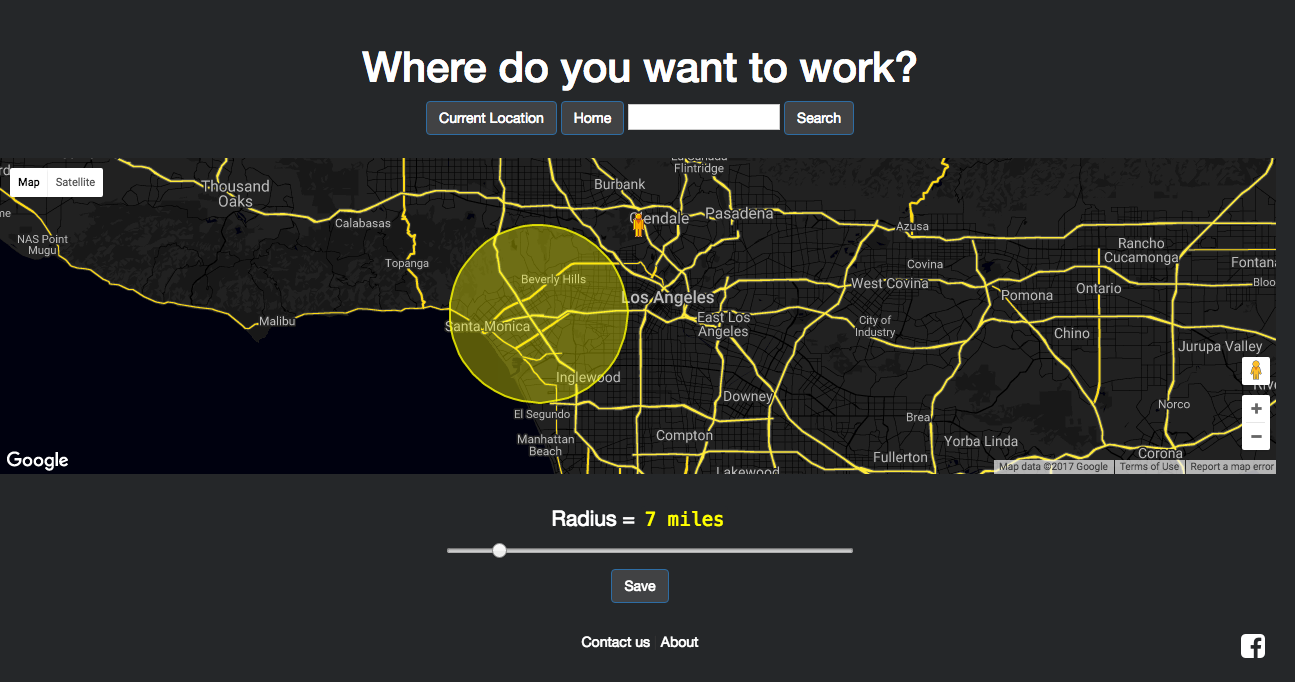 Where do you want to work?
Current Location Home Search
Map Satellite
La Cañada
Flintridge
Burbank
Thousand
Oaks
Glendale
Pasadena
Calabasas
Azusa
NAS Point
Mugu
Rancho
Cucamonga
Topanga
Covina
Fontana
Beverly Hills
West Covina
Ontario
Pomona
Los Angeles
Malibu
Santa Monica
East Los
Angeles
City of
Industry
Chino
Jurupa Valley
Inglewood
Downey
Norco
El Segundo
Brea
Manhattan
Beach
Compton
Yorba Linda
Corona
Fullerton
Google
Lakewood
Map data ©2017 Google Terms of Use Report a map error
Radius = 7 miles
Save
Contact us About